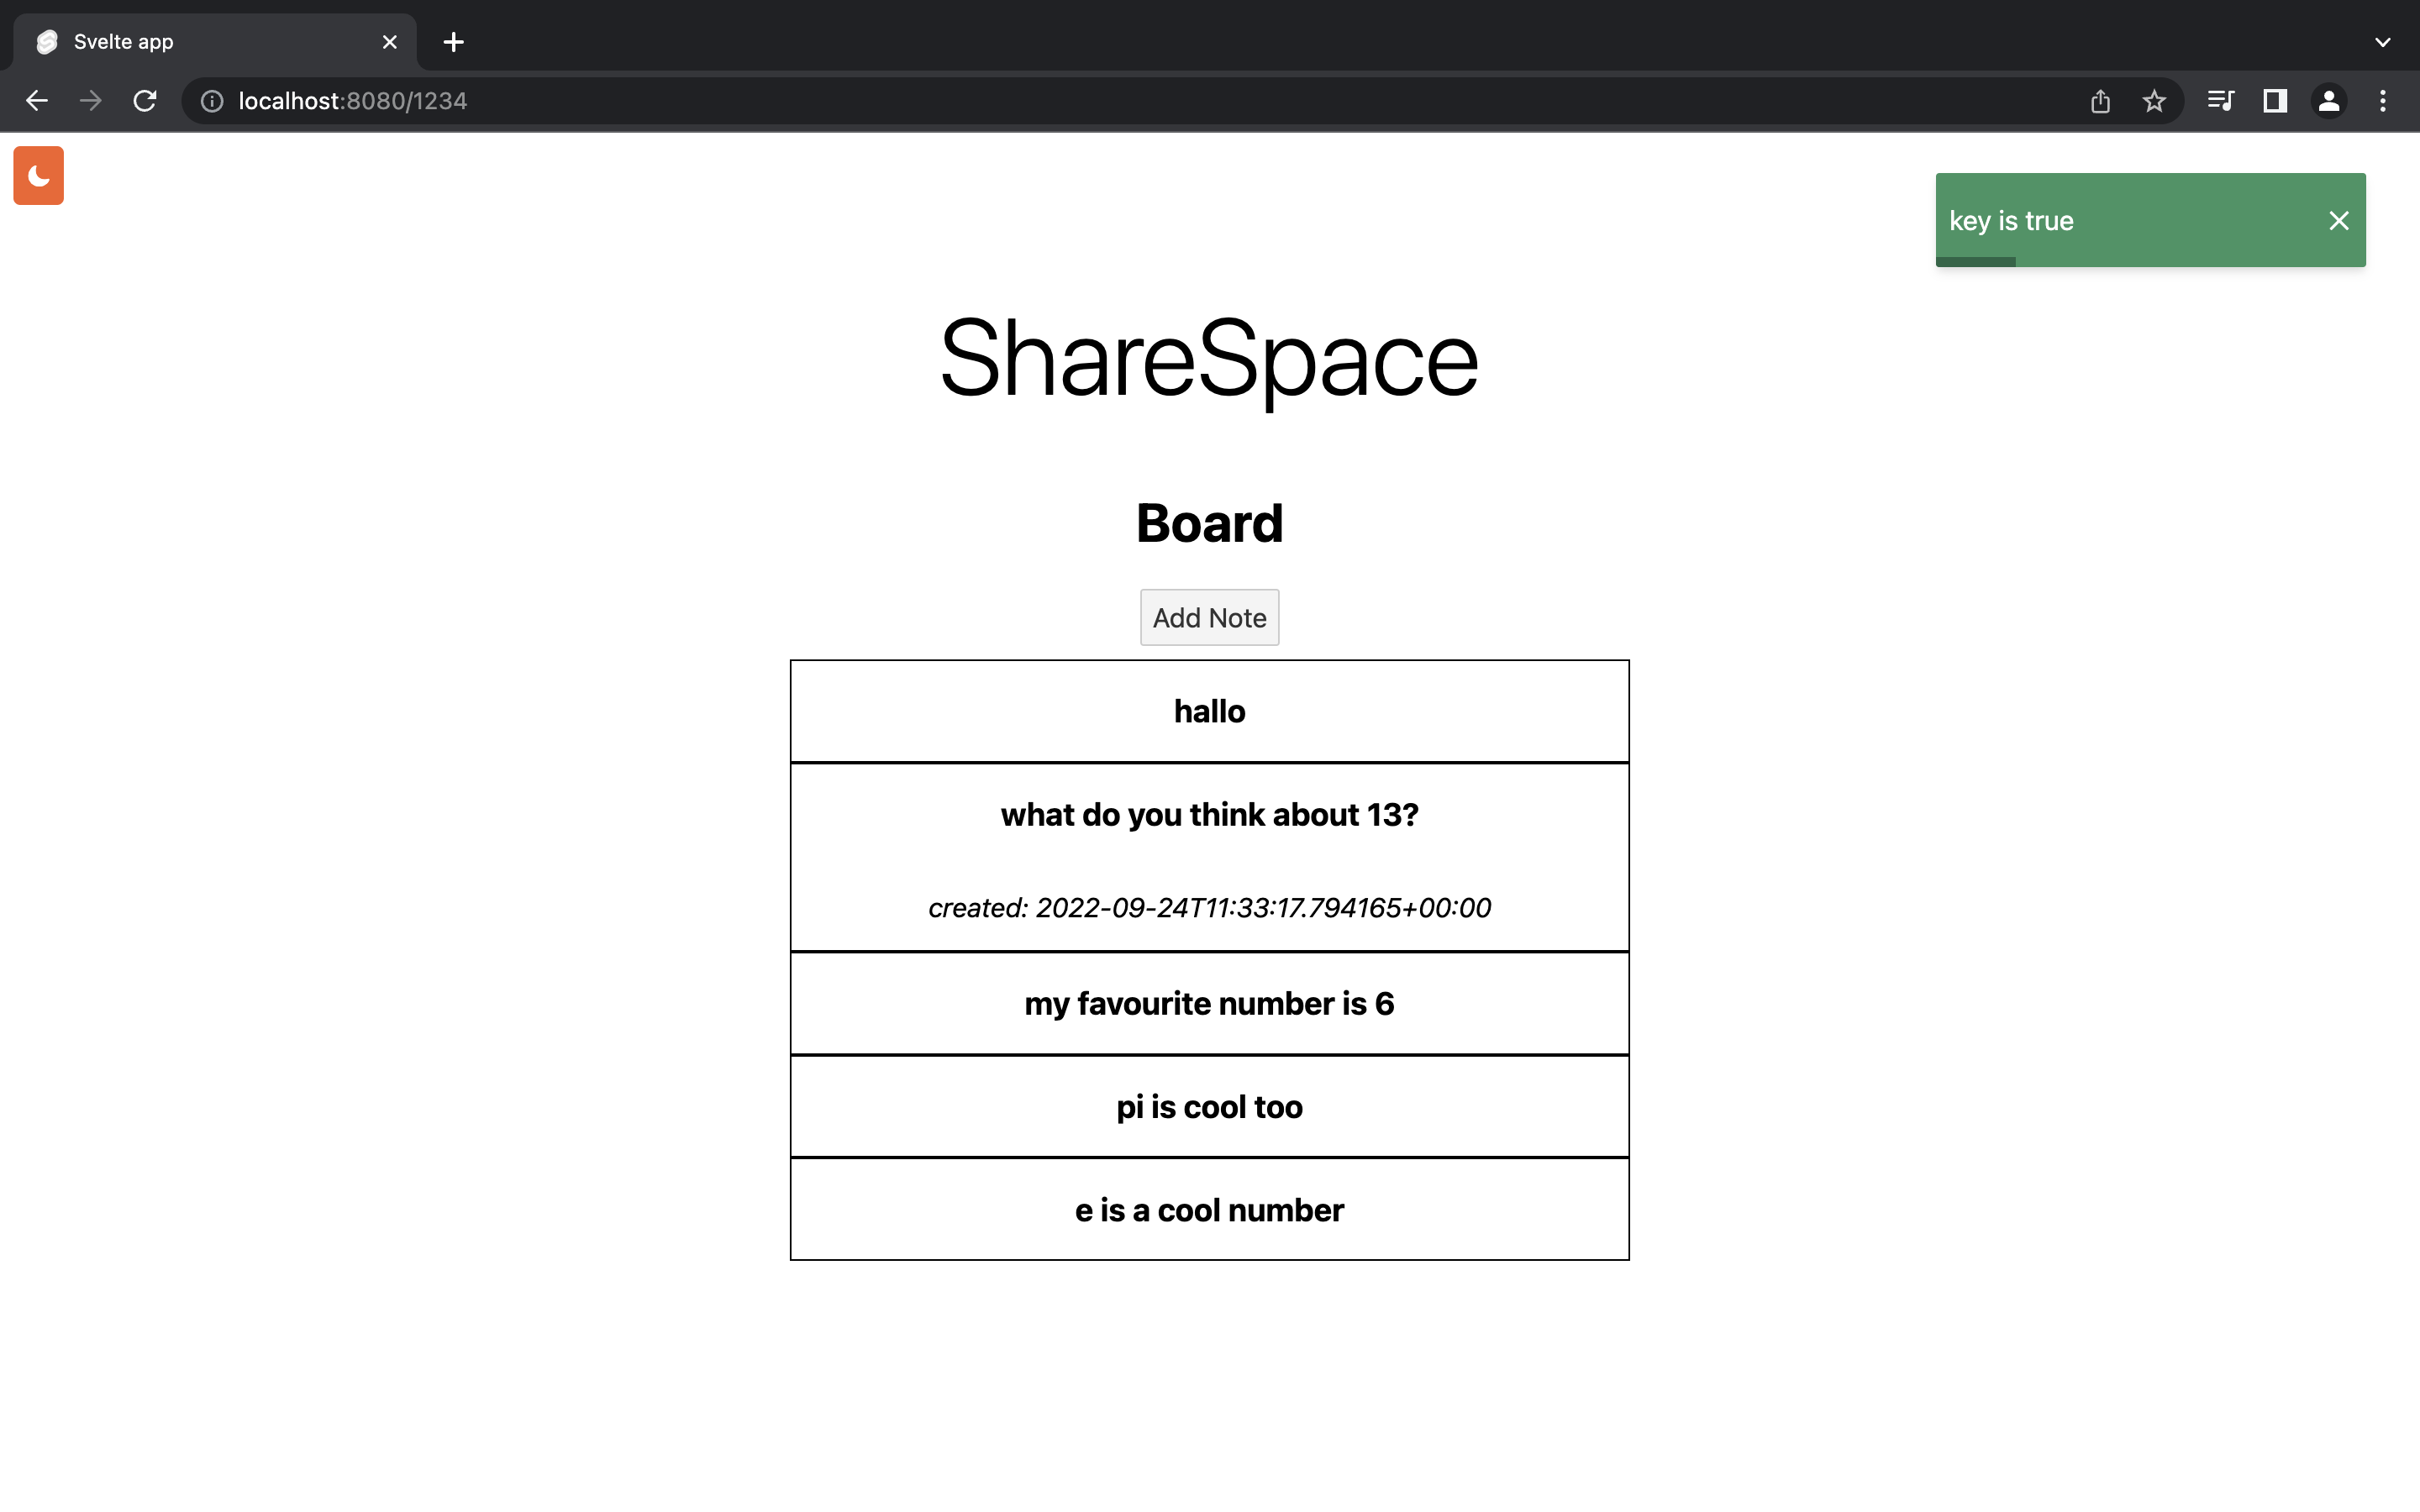 Svelte app
localhost:8080/1234
key is true
ShareSpace
Board
Add Note
hallo
what do you think about 13?
created: 2022-09-24T11:33:17.794165+00:00
my favourite number is 6
pi is cool too
e is a cool number